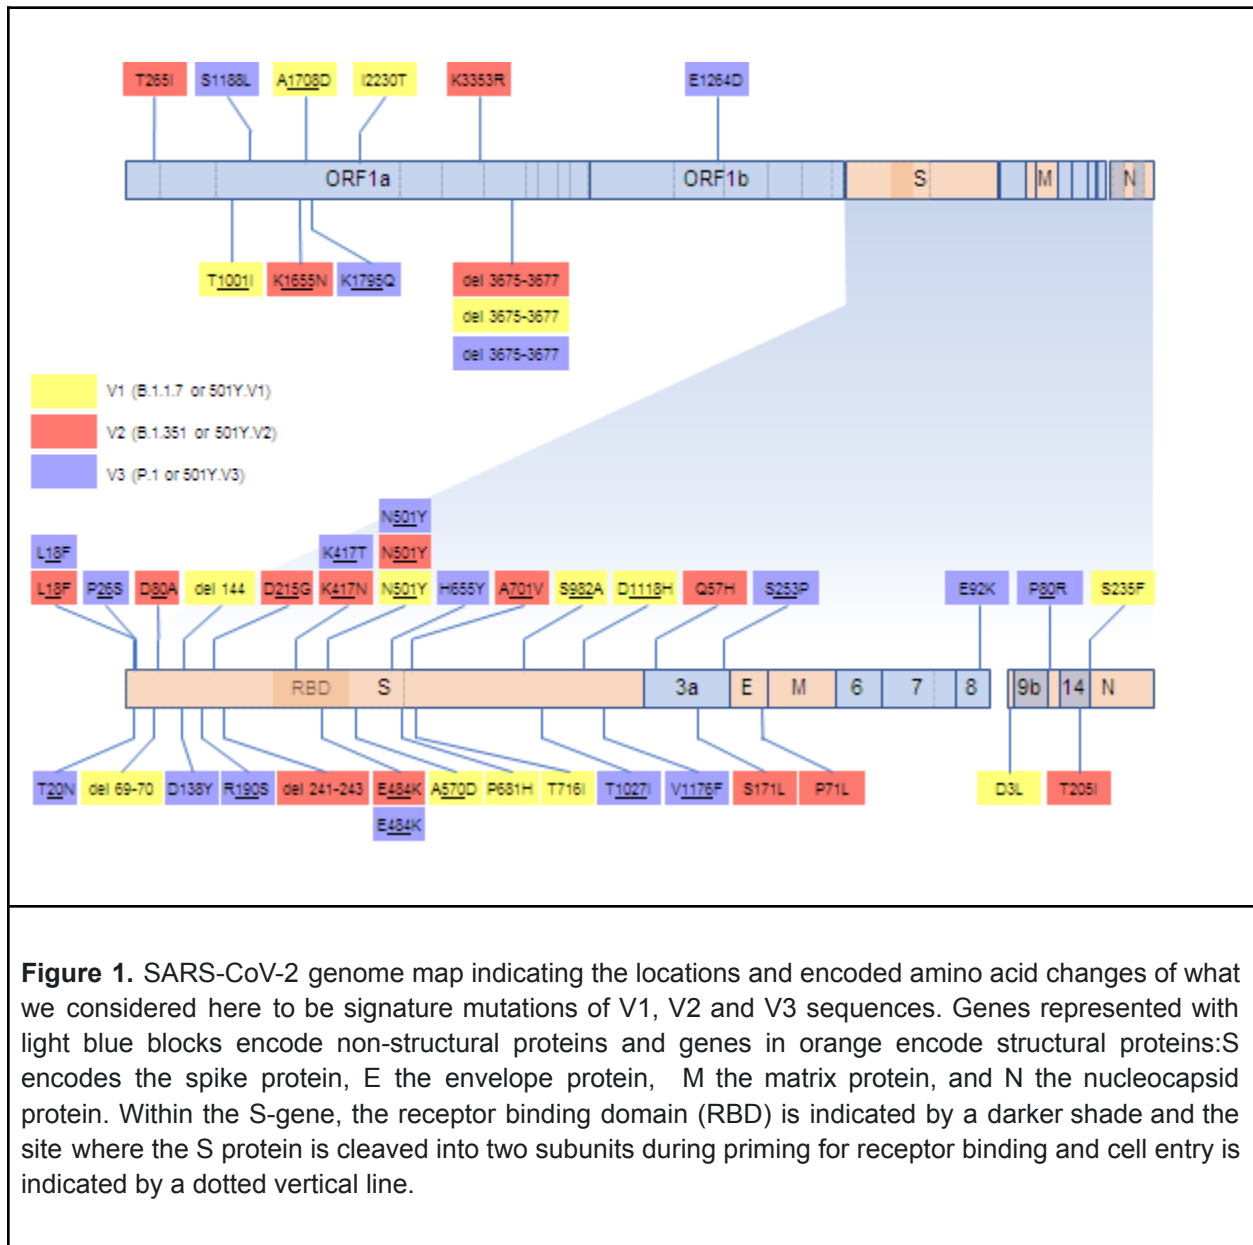 T265I S1188L A1708D I2230T K3353R E1264D
ORF1a ORF1b S M N
T1001I K1655N K1795Q del 3675-3677
del 3675-3677
del 3675-3677
V1 (B.1.1.7 or 501Y.V1)
V2 (B.1.351 or 501Y.V2)
V3 (P.1 or 501Y.V3)
N501Y
L18F K417T N501Y
L18F P26S D80A del 144 D215G K417N N501Y H655Y A701V S982A D1118H Q57H S253P E92K P80R S235F
RBD S 3a E M 6 7 8 9b 14 N
T20N del 69-70 D138Y R190S del 241-243 E484K A570D P681H T716I T1027I V1176F S171L P71L D3L T205I
E484K
Figure 1. SARS-CoV-2 genome map indicating the locations and encoded amino acid changes of what
we considered here to be signature mutations of V1, V2 and V3 sequences. Genes represented with
light blue blocks encode non-structural proteins and genes in orange encode structural proteins:S
encodes the spike protein, E the envelope protein, M the matrix protein, and N the nucleocapsid
protein. Within the S-gene, the receptor binding domain (RBD) is indicated by a darker shade and the
site where the S protein is cleaved into two subunits during priming for receptor binding and cell entry is
indicated by a dotted vertical line.